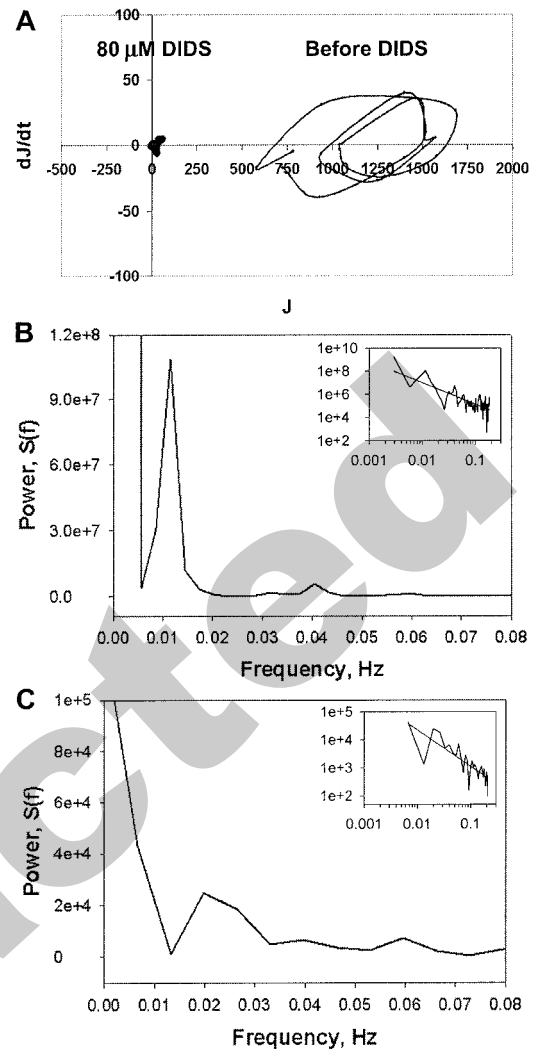 A
100
80 µM DIDS
Before DIDS
50
dJ/dt
0
-500 -250 0 250 500 750 1000 1250 1500 1750 2000
-50
-100
J
B
1.2e+8
9.0e+7
6.0e+7
3.0e+7
0.0
Power, S(f)
1e+10
1e+8
1e+6
1e+4
1e+2
0.001 0.01 0.1
0.00 0.01 0.02 0.03 0.04 0.05 0.06 0.07 0.08
Frequency, Hz
C
1e+5
8e+4
6e+4
4e+4
2e+4
0
Power, S(f)
1e+5
1e+4
1e+3
1e+2
0.001 0.01 0.1
0.00 0.01 0.02 0.03 0.04 0.05 0.06 0.07 0.08
Frequency, Hz
cted